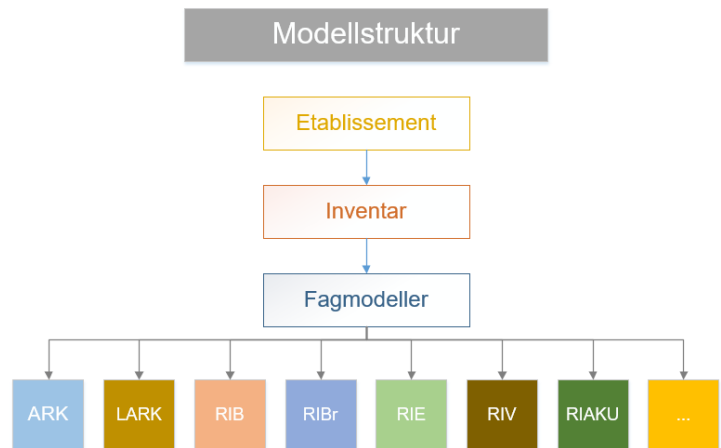 Modellstruktur
Etablissement
Inventar
Fagmodeller
ARK
LARK
RIB
RIBr
RIE
RIV
RIAKU
...